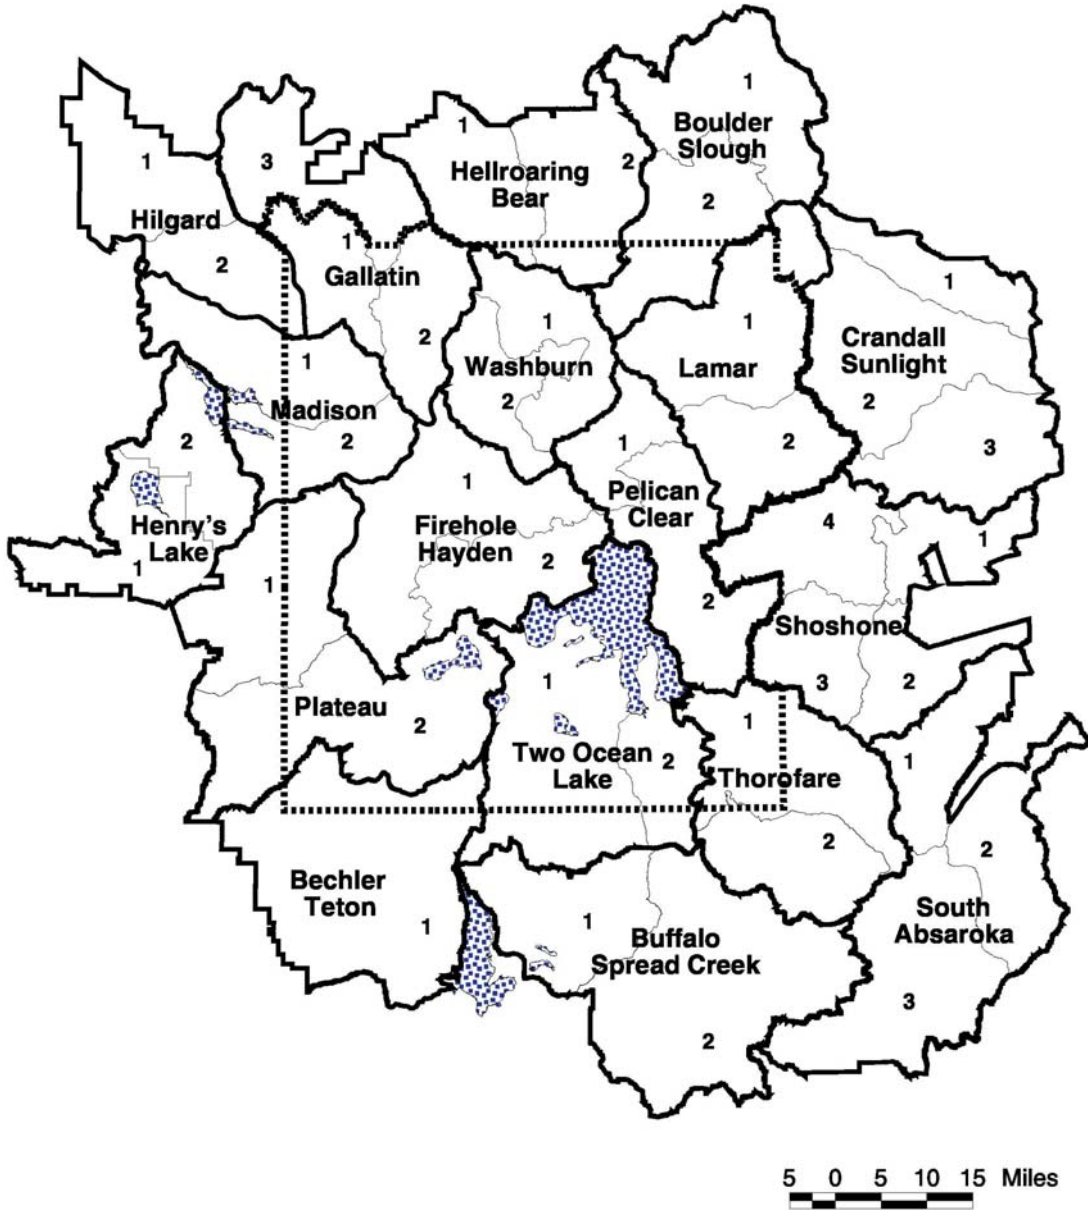 1
Boulder
Slough
2
1
Hellroaring
Bear
2
1
Hilgard
2
3
1
Gallatin
2
1
Washburn
2
1
Lamar
2
1
Crandall
Sunlight
2
3
1
Madison
2
2
Henry's
Lake
1
1
Firehole
Hayden
2
1
Pelican
Clear
2
4
1
Shoshone
3
2
1
Plateau
2
1
Two Ocean
Lake
2
1
Thorofare
2
Bechler
Teton
1
1
Buffalo
Spread Creek
2
1
2
South
Absaroka
3
5 0 5 10 15 Miles